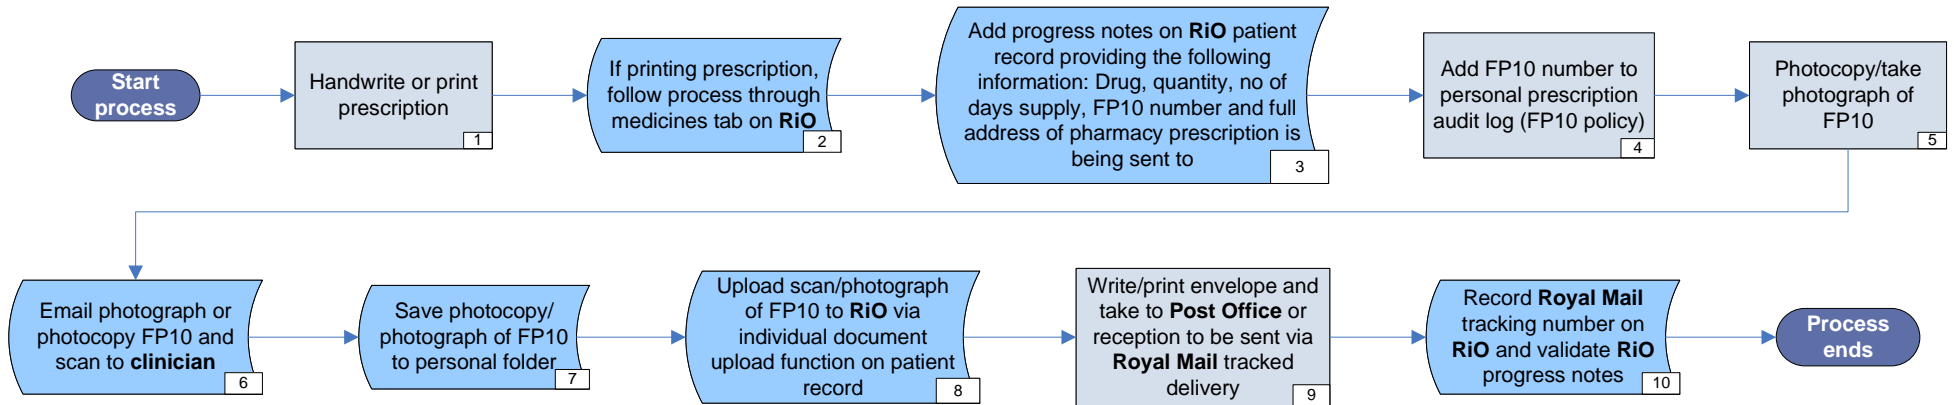 Start
process
Handwrite or print
prescription
1
If printing prescription,
follow process through
medicines tab on RiO
2
Add progress notes on RiO patient
record providing the following
information: Drug, quantity, no of
days supply, FP10 number and full
address of pharmacy prescription is
being sent to
3
Add FP10 number to
personal prescription
audit log (FP10 policy)
4
Photocopy/take
photograph of
FP10
5
Email photograph or
photocopy FP10 and
scan to clinician
6
Save photocopy/
photograph of FP10
to personal folder
7
Upload scan/photograph
of FP10 to RiO via
individual document
upload function on patient
record
8
Write/print envelope and
take to Post Office or
reception to be sent via
Royal Mail tracked
delivery
9
Record Royal Mail
tracking number on
RiO and validate RiO
progress notes
10
Process
ends